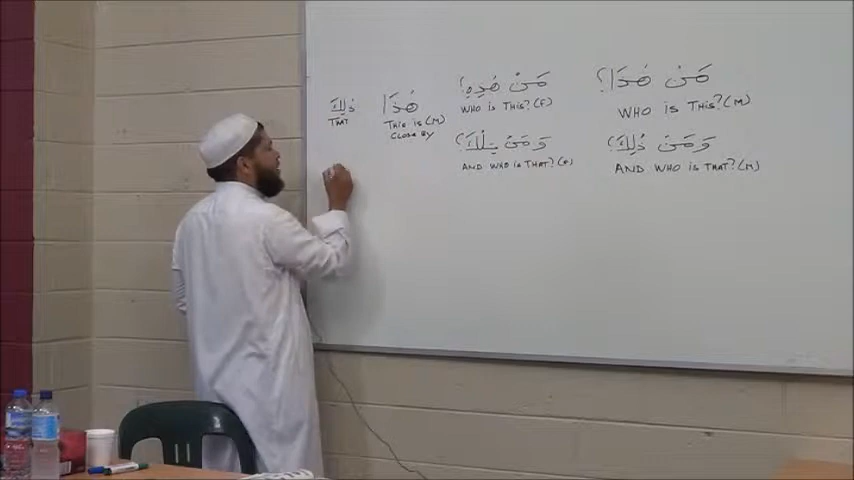 مَنْ هٰذَا؟
WHO IS THIS? (M)
وَمَنْ ذٰلِكَ؟
AND WHO IS THAT? (M)
مَنْ هٰذِهِ؟
WHO IS THIS? (F)
وَ مَنْ تِلْكَ؟
AND WHO IS THAT? (F)
هٰذَا
THIS IS (M)
CLOSE BY
ذٰلِكَ
THAT